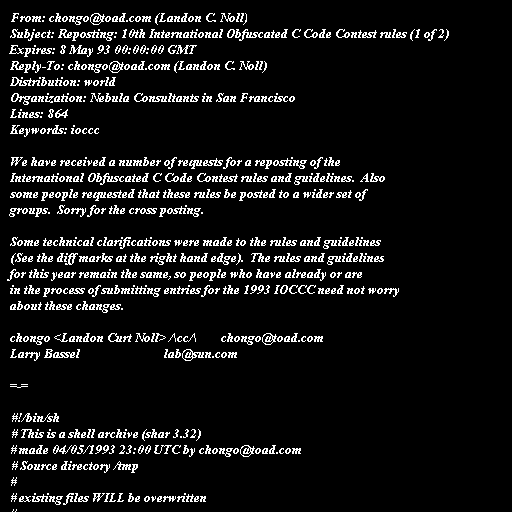 From: chongo@toad.com (Landon C. Noll)
Subject: Reposting: 10th International Obfuscated C Code Contest rules (1 of 2)
Expires: 8 May 93 00:00:00 GMT
Reply-To: chongo@toad.com (Landon C. Noll)
Distribution: world
Organization: Nebula Consultants in San Francisco
Lines: 864
Keywords: ioccc

We have received a number of requests for a reposting of the
International Obfuscated C Code Contest rules and guidelines.  Also
some people requested that these rules be posted to a wider set of
groups.  Sorry for the cross posting.

Some technical clarifications were made to the rules and guidelines
(See the diff marks at the right hand edge).  The rules and guidelines
for this year remain the same, so people who have already or are
in the process of submitting entries for the 1993 IOCCC need not worry
about these changes.

chongo <Landon Curt Noll> /\cc/\       chongo@toad.com
Larry Bassel                        lab@sun.com

=-=

#!/bin/sh
# This is a shell archive (shar 3.32)
# made 04/05/1993 23:00 UTC by chongo@toad.com
# Source directory /tmp
#
# existing files WILL be overwritten
#